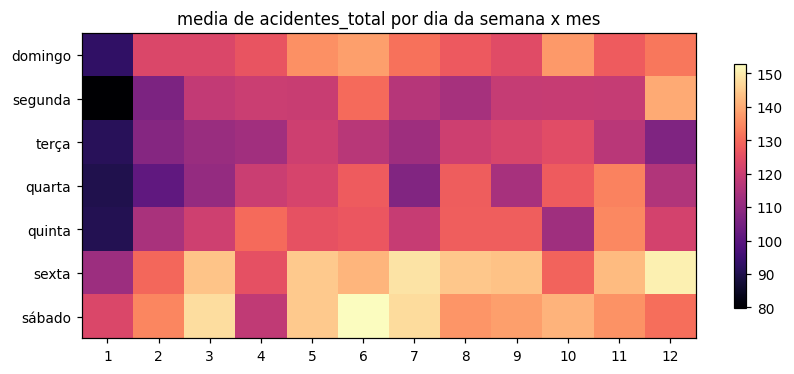 media de acidentes_total por dia da semana x mes
domingo
segunda
terça
quarta
quinta
sexta
sábado
1 2 3 4 5 6 7 8 9 10 11 12
150
140
130
120
110
100
90
80